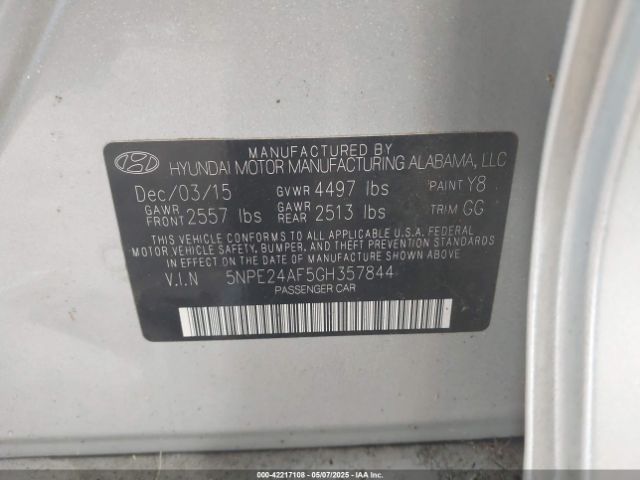 MANUFACTURED BY
HYUNDAI MOTOR MANUFACTURING ALABAMA, LLC
Dec/03/15 GVWR 4497 lbs PAINT Y8
GAWR FRONT 2557 lbs GAWR REAR 2513 lbs TRIM GG
THIS VEHICLE CONFORMS TO ALL APPLICABLE U.S.A. FEDERAL
MOTOR VEHICLE SAFETY, BUMPER, AND THEFT PREVENTION STANDARDS
IN EFFECT ON THE DATE OF MANUFACTURE SHOWN ABOVE.
V.I.N 5NPE24AF5GH357844
PASSENGER CAR
000-42217108 - 05/07/2025 - IAAI.COM